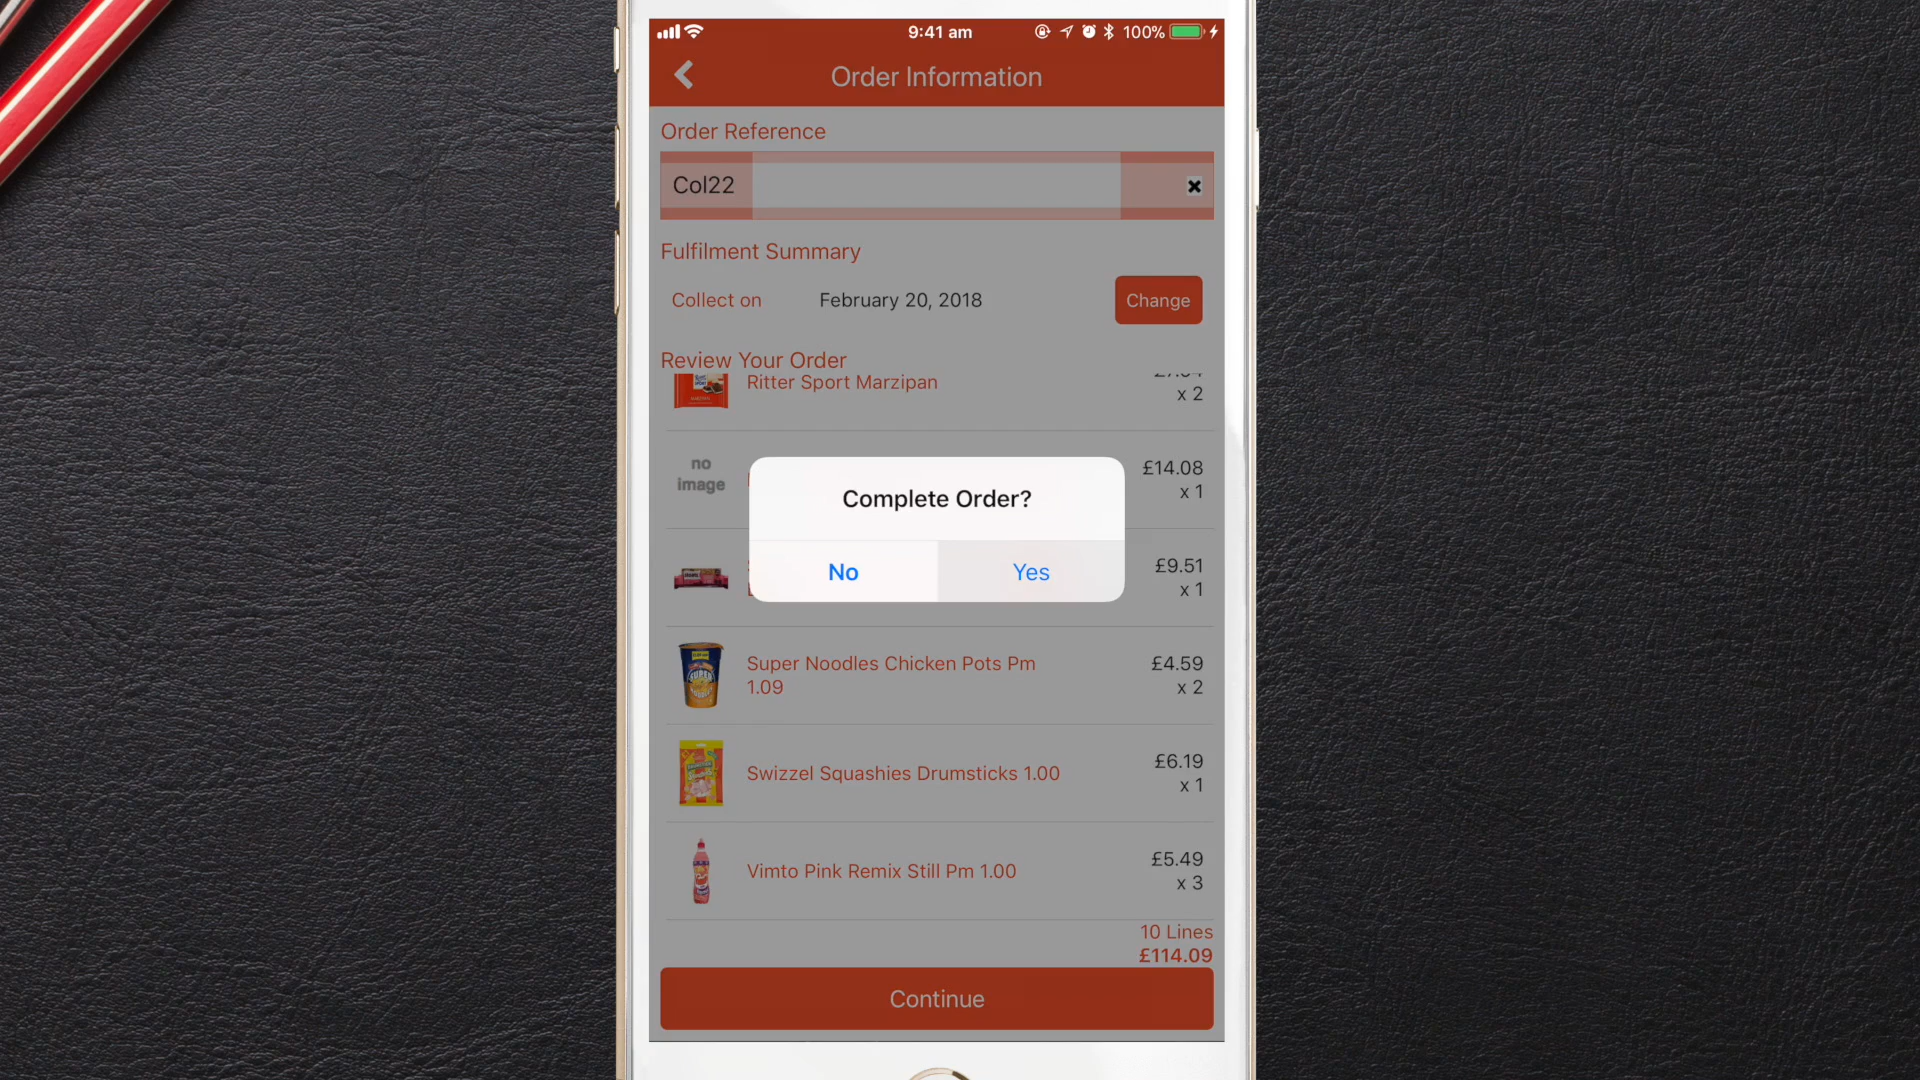 9:41 am
100%
Order Information
Order Reference
Col22
Fulfilment Summary
Collect on
February 20, 2018
Change
Review Your Order
Ritter Sport Marzipan
x 2
no
image
£14.08
x 1
Complete Order?
No
Yes
£9.51
x 1
Super Noodles Chicken Pots Pm
1.09
£4.59
x 2
SUPER
Swizzel Squashies Drumsticks 1.00
£6.19
x 1
Vimto Pink Remix Still Pm 1.00
£5.49
x 3
10 Lines
£114.09
Continue